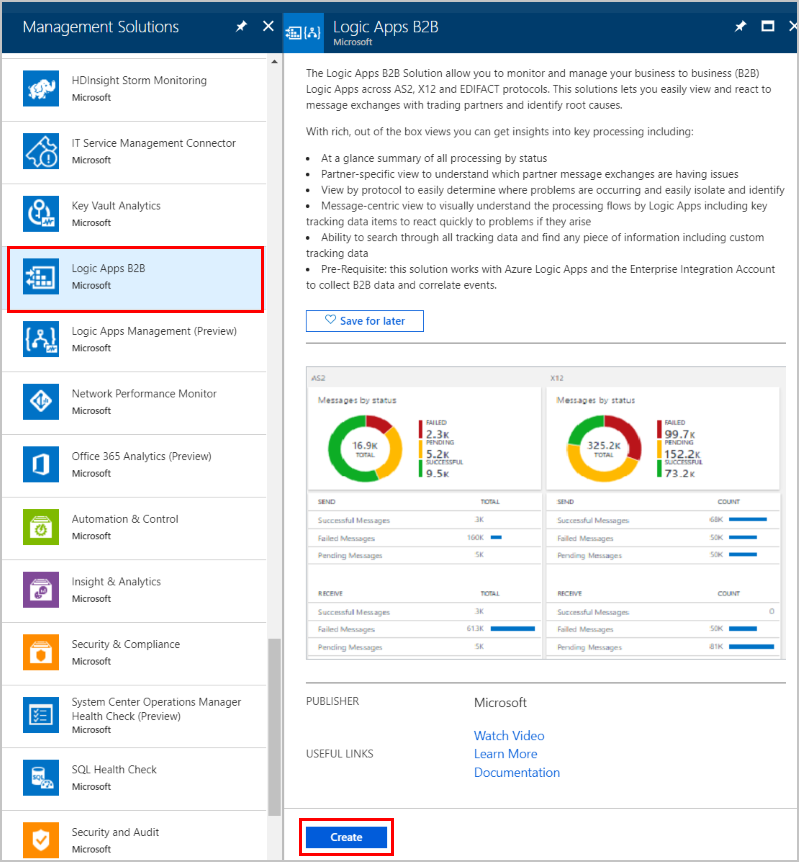 Management Solutions
HDInsight Storm Monitoring
Microsoft
IT Service Management Connector
Microsoft
Key Vault Analytics
Microsoft
Logic Apps B2B
Microsoft
Logic Apps Management (Preview)
Microsoft
Network Performance Monitor
Microsoft
Office 365 Analytics (Preview)
Microsoft
Automation & Control
Microsoft
Insight & Analytics
Microsoft
Security & Compliance
Microsoft
System Center Operations Manager
Health Check (Preview)
Microsoft
SQL Health Check
Microsoft
Security and Audit
Microsoft
Logic Apps B2B
Microsoft
The Logic Apps B2B Solution allow you to monitor and manage your business to business (B2B)
Logic Apps across AS2, X12 and EDIFACT protocols. This solutions lets you easily view and react to
message exchanges with trading partners and identify root causes.
With rich, out of the box views you can get insights into key processing including:
• At a glance summary of all processing by status
• Partner-specific view to understand which partner message exchanges are having issues
• View by protocol to easily determine where problems are occurring and easily isolate and identify
• Message-centric view to visually understand the processing flows by Logic Apps including key
tracking data items to react quickly to problems if they arise
• Ability to search through all tracking data and find any piece of information including custom
tracking data
• Pre-Requisite: this solution works with Azure Logic Apps and the Enterprise Integration Account
to collect B2B data and correlate events.
Save for later
AS2
Messages by status
16.9K
TOTAL
FAILED
2.3K
PENDING
5.2K
SUCCESSFUL
9.5K
SEND TOTAL
Successful Messages 3K
Failed Messages 160K
Pending Messages 5K
RECEIVE TOTAL
Successful Messages 3K
Failed Messages 613K
Pending Messages 5K
X12
Messages by status
325.2K
TOTAL
FAILED
99.7K
PENDING
152.2K
SUCCESSFUL
73.2K
SEND COUNT
Successful Messages 68K
Failed Messages 50K
Pending Messages 50K
RECEIVE COUNT
Successful Messages 0
Failed Messages 50K
Pending Messages 81K
PUBLISHER Microsoft
USEFUL LINKS
Watch Video
Learn More
Documentation
Create